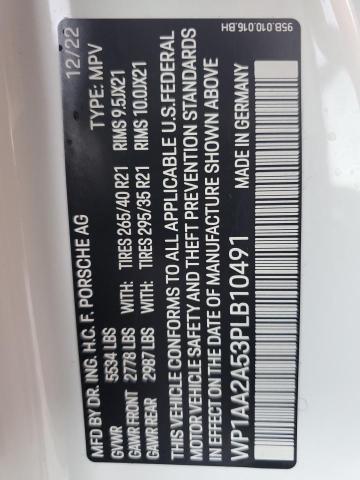 MFD BY DR. ING. H.C. F. PORSCHE AG 12/22
GVWR 5534 LBS TYPE: MPV
GAWR FRONT 2778 LBS WITH: TIRES 265/40 R21 RIMS 9.5JX21
GAWR REAR 2987 LBS WITH: TIRES 295/35 R21 RIMS 10.0JX21
THIS VEHICLE CONFORMS TO ALL APPLICABLE U.S.FEDERAL
MOTOR VEHICLE SAFETY AND THEFT PREVENTION STANDARDS
IN EFFECT ON THE DATE OF MANUFACTURE SHOWN ABOVE
WP1AA2A53PLB10491 MADE IN GERMANY
95B.010.016.BH